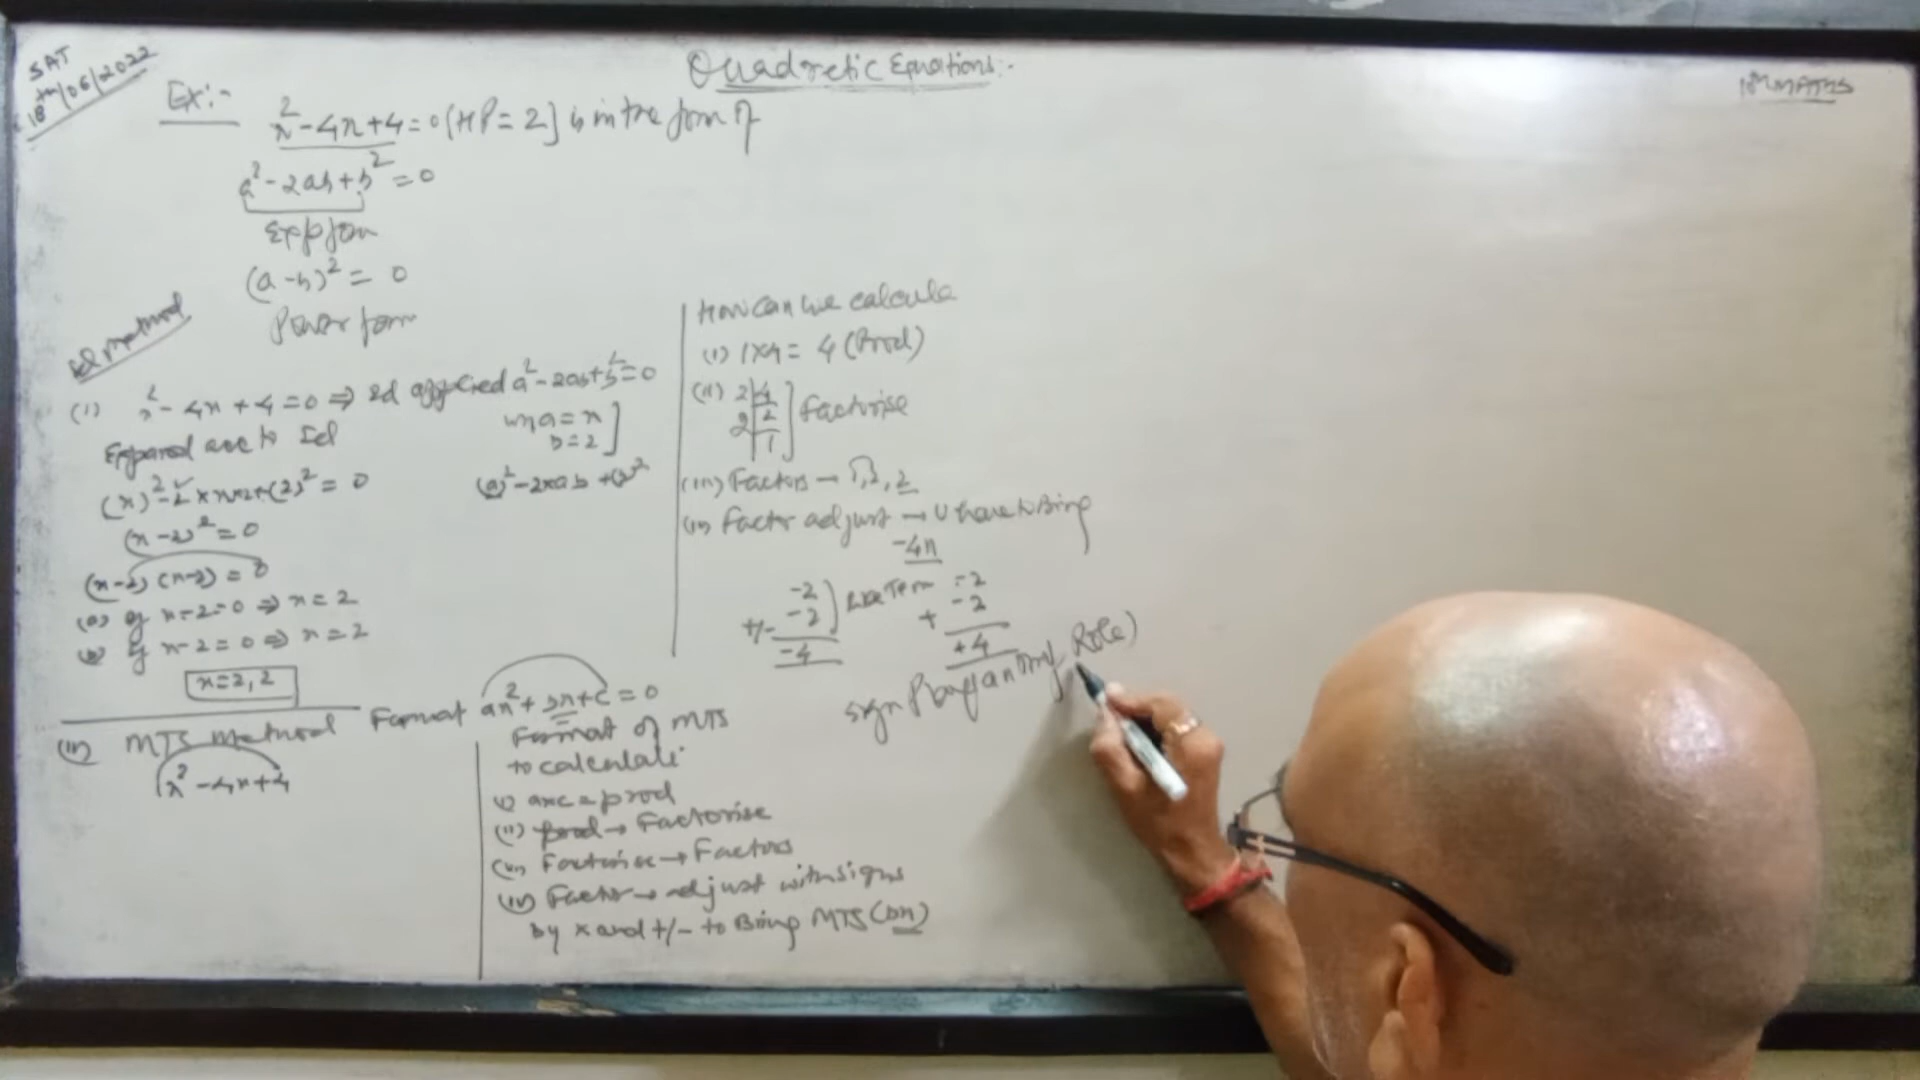 SAT
18th/06/2022
Quadretic Equations:-
10th MATHS
Ex:-
x² - 4x + 4 = 0 (HP = 2] is in the form of
a² - 2ab + b² = 0
Exp form
(a - b)² = 0
Power form
Id Method
(i) x² - 4x + 4 = 0 ⇒ Id applied a² - 2ab + b² = 0
Expand acc to Id
a = x
b = 2
(x)² - 2 × x × 2 + (2)² = 0
(a)² - 2×a×b + (b)²
(x - 2)² = 0
(x - 2) (x - 2) = 0
(a) if x - 2 = 0 ⇒ x = 2
(b) if x - 2 = 0 ⇒ x = 2
x = 2, 2
How can we calcula
(i) 1×4 = 4 (Prod)
(ii) 2 | 4
2 | 2
1
Factorise
(iii) Factors → 1, 2, 2
(iv) Factor adjust → U have to Bring
-4x
-2
-2
+/-
-4
Like Term
-2
+ -2
+4
sign Role)
(ii) MTS Method Format ax² + bx + c = 0
x² - 4x + 4
Format of MTS
to calculate
(i) a×c = prod
(ii) prod → Factorise
(iii) Factorise → Factors
(iv) Factor → adjust with signs
by x and +/- to Bring MTS (bx)